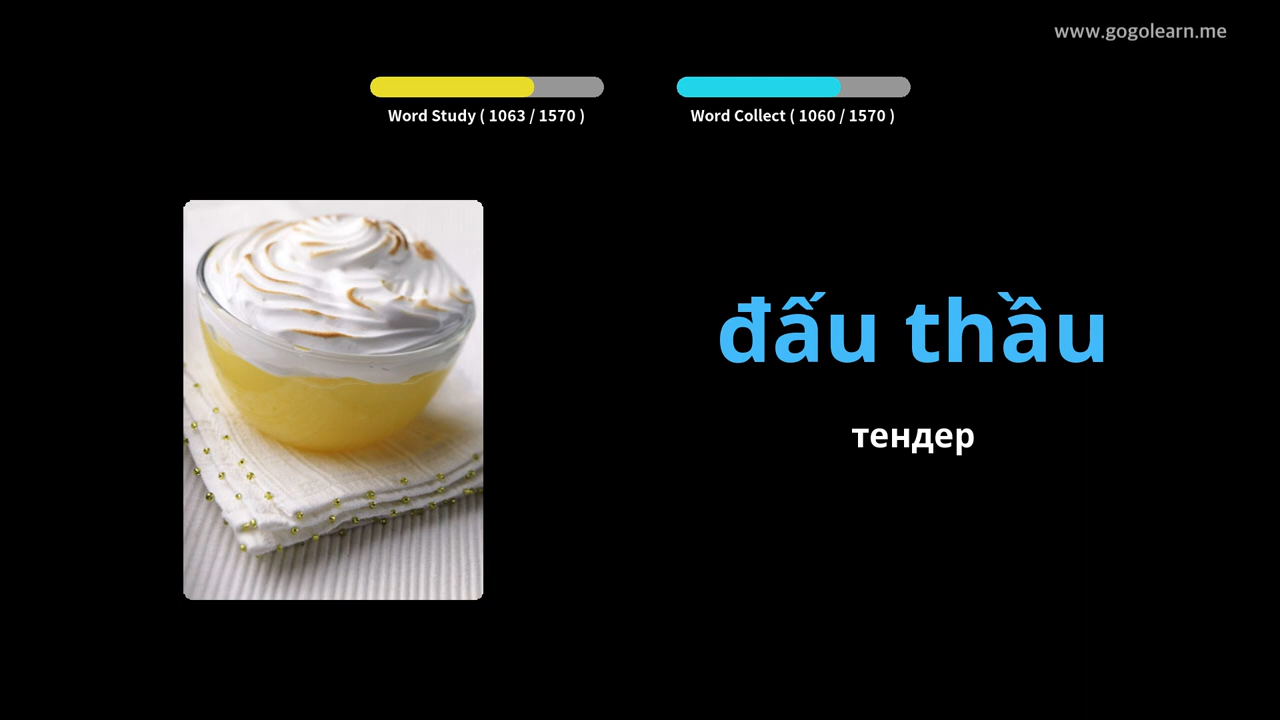 www.gogolearn.me
Word Study ( 1063 / 1570 )
Word Collect ( 1060 / 1570 )
đấu thầu
тендер